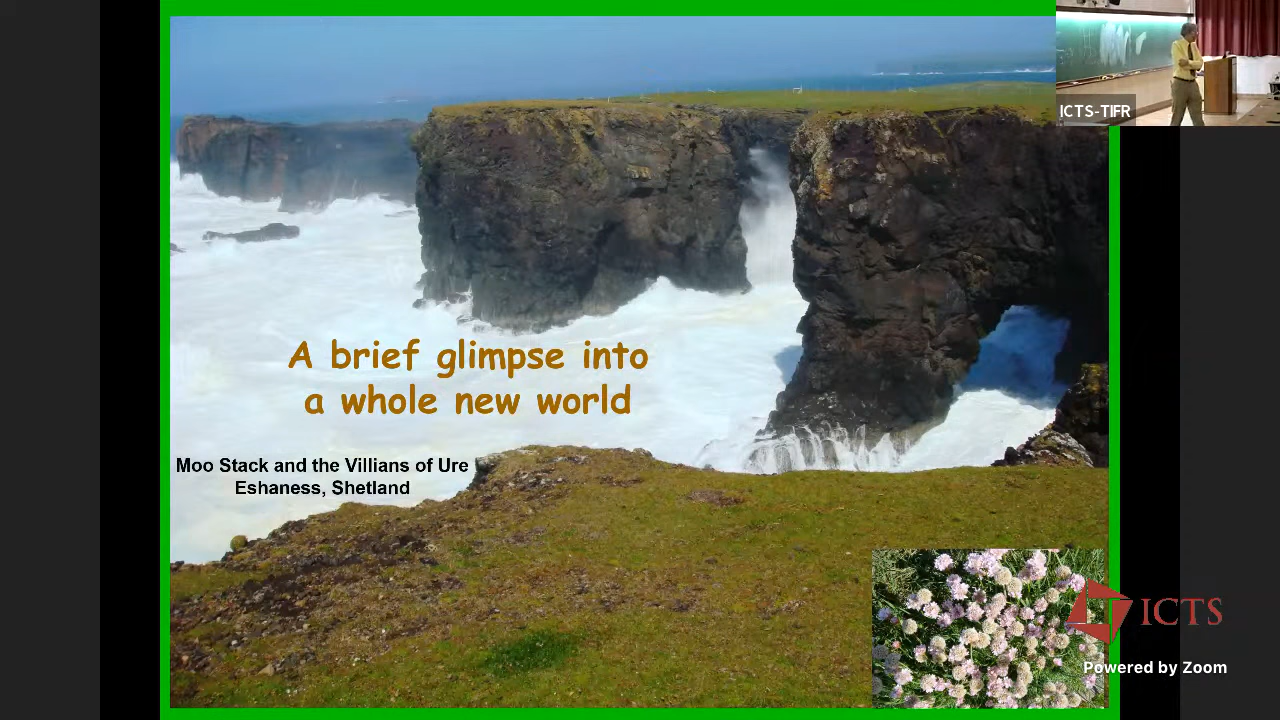 ICTS-TIFR
A brief glimpse into
a whole new world
Moo Stack and the Villians of Ure
Eshaness, Shetland
ICTS
Powered by Zoom